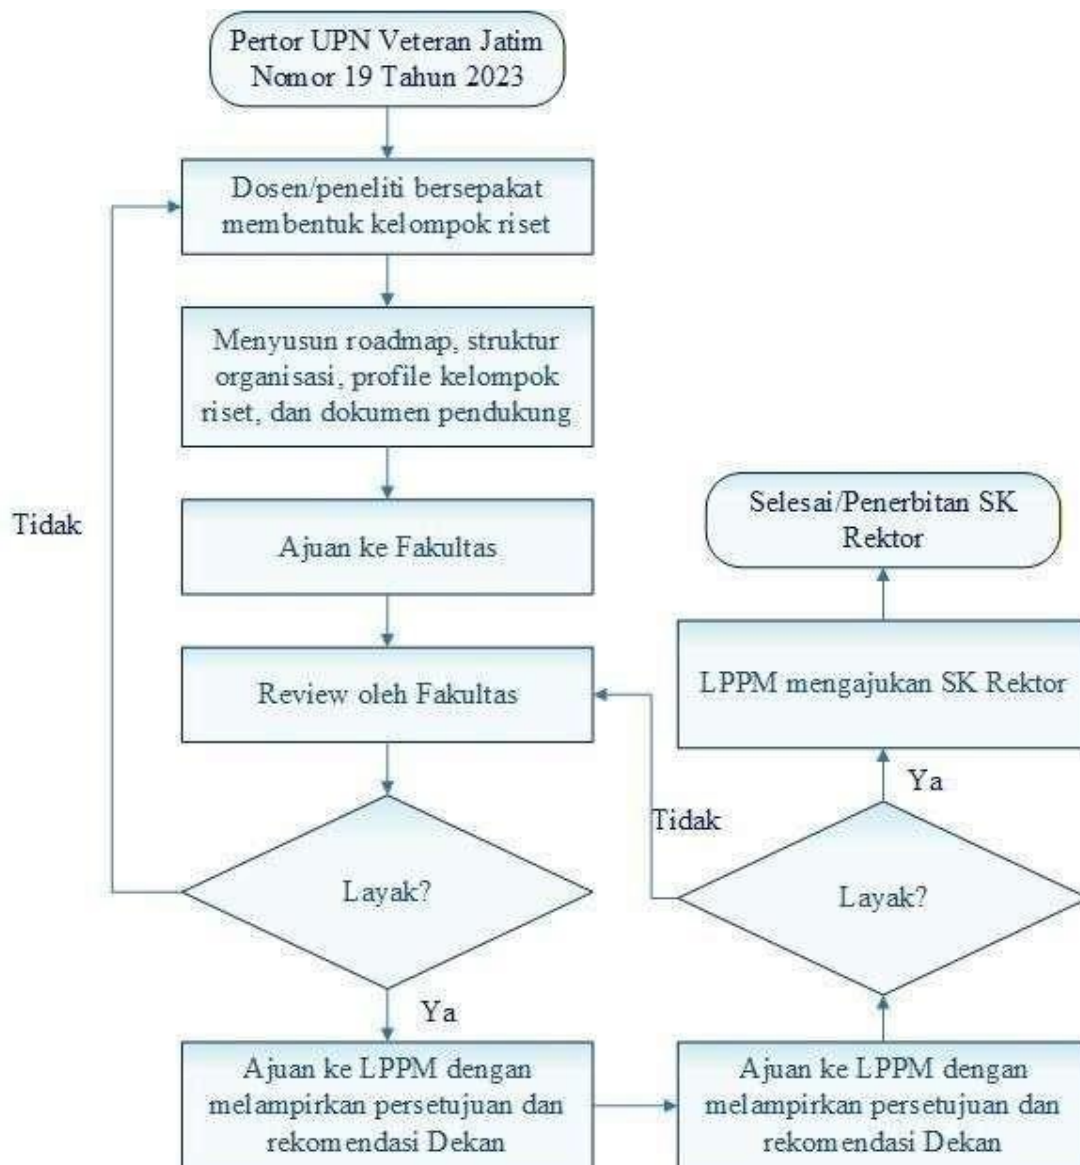 Pertor UPN Veteran Jatim
Nomor 19 Tahun 2023
Dosen/peneliti bersepakat
membentuk kelompok riset
Menyusun roadmap, struktur
organisasi, profile kelompok
riset, dan dokumen pendukung
Tidak
Ajuan ke Fakultas
Review oleh Fakultas
Layak?
Ya
Ajuan ke LPPM dengan
melampirkan persetujuan dan
rekomendasi Dekan
Ajuan ke LPPM dengan
melampirkan persetujuan dan
rekomendasi Dekan
Layak?
Tidak
Ya
LPPM mengajukan SK Rektor
Selesai/Penerbitan SK
Rektor